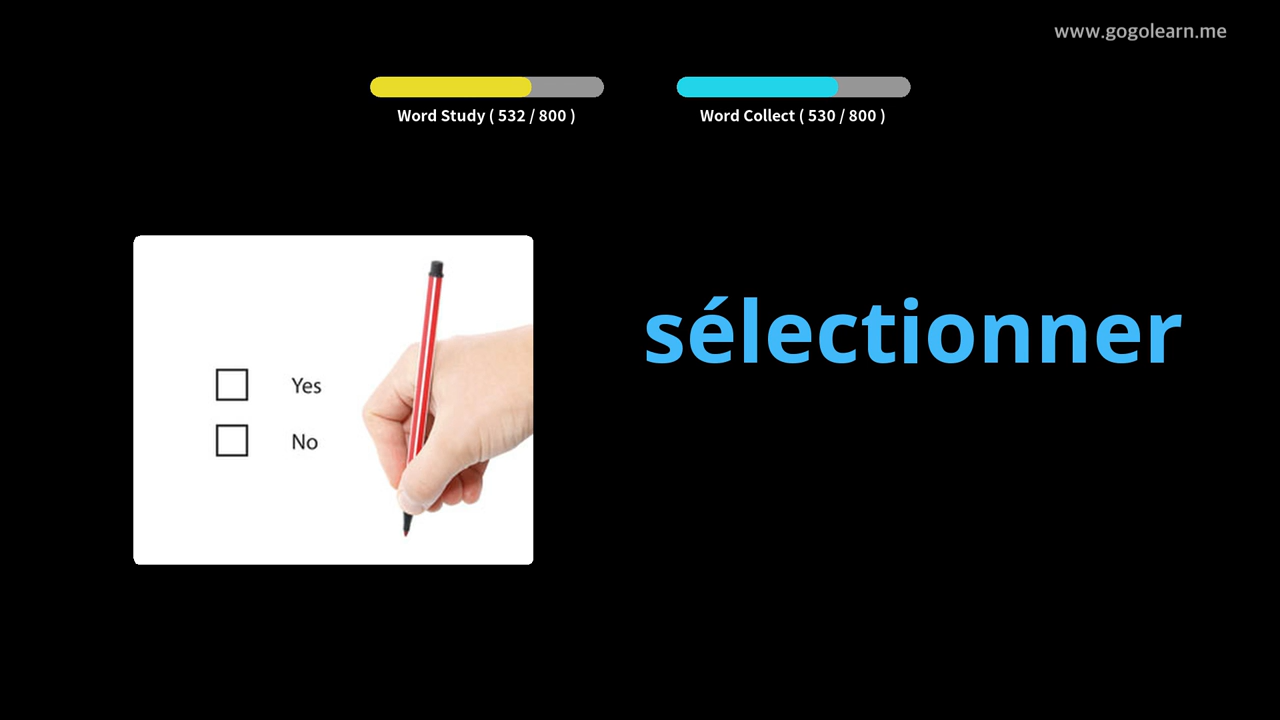 www.gogolearn.me
Word Study ( 532 / 800 )
Word Collect ( 530 / 800 )
sélectionner
Yes
No